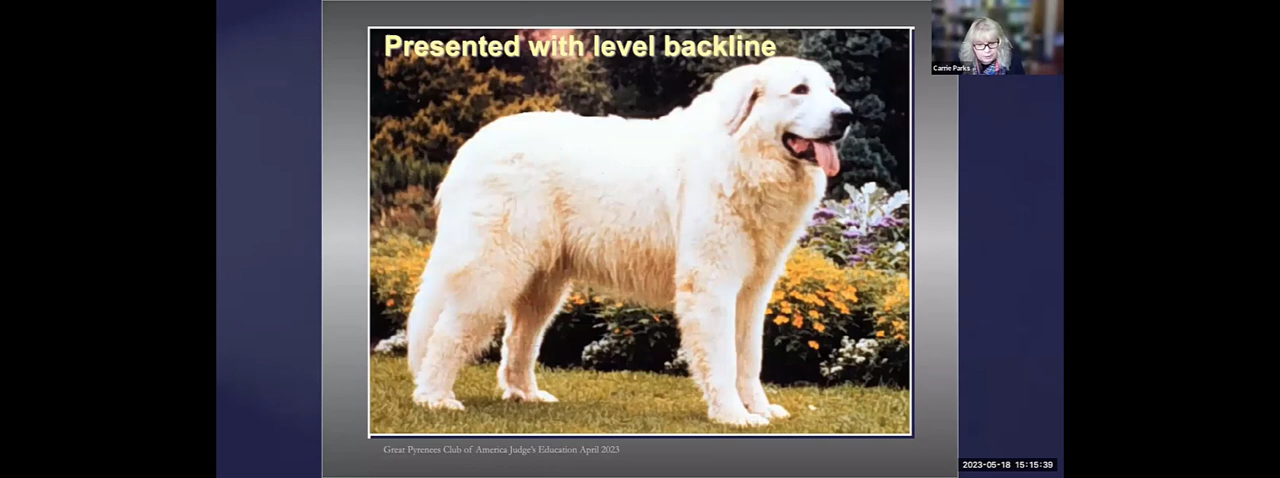 Presented with level backline
Carrie Parks
Great Pyrenees Club of America Judge's Education April 2023
2023-05-18 15:15:39